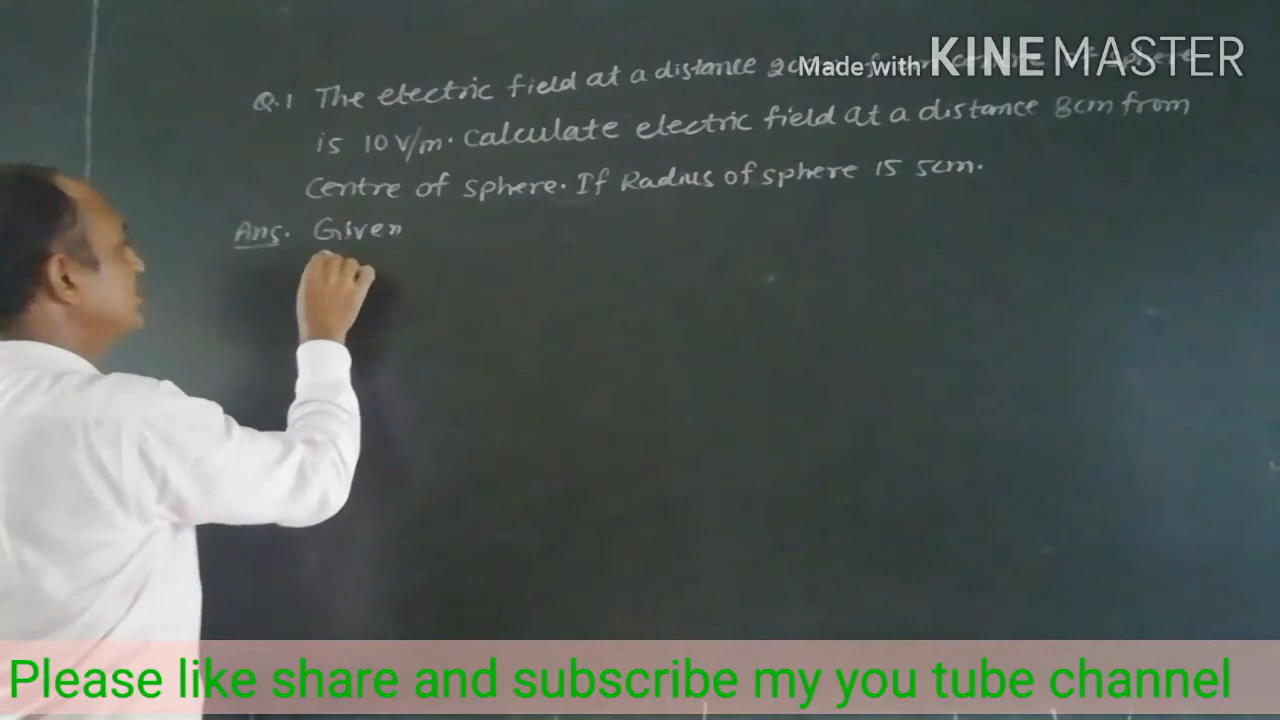 Made with KINEMASTER
Q.1 The electric field at a distance of sphere
is 10 V/m. Calculate electric field at a distance 8cm from
Centre of sphere. If Radius of sphere is 5cm.
Ans. Given
Please like share and subscribe my you tube channel